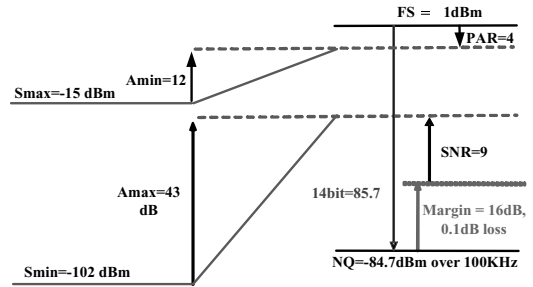 FS = 1dBm
PAR=4
Amin=12
Smax=-15 dBm
SNR=9
Amax=43
dB
14bit=85.7
Margin = 16dB,
0.1dB loss
NQ=-84.7dBm over 100KHz
Smin=-102 dBm